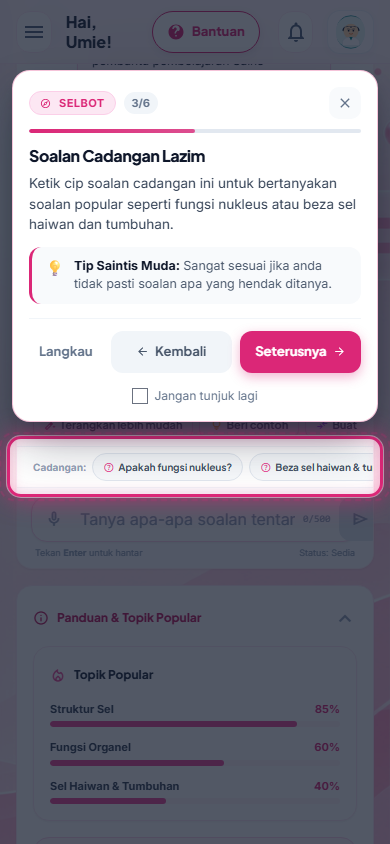 Hai,
Umie!
Bantuan
SELBOT
3/6
Soalan Cadangan Lazim
Ketik cip soalan cadangan ini untuk bertanyakan
soalan popular seperti fungsi nukleus atau beza sel
haiwan dan tumbuhan.
Tip Saintis Muda: Sangat sesuai jika anda
tidak pasti soalan apa yang hendak ditanya.
Langkau
← Kembali
Seterusnya →
Jangan tunjuk lagi
Terangkan lebih mudah
Beri contoh
Buat
Cadangan:
Apakah fungsi nukleus?
Beza sel haiwan & tu
Tanya apa-apa soalan tentar
0/500
Tekan Enter untuk hantar
Status: Sedia
Panduan & Topik Popular
Topik Popular
Struktur Sel 85%
Fungsi Organel 60%
Sel Haiwan & Tumbuhan 40%